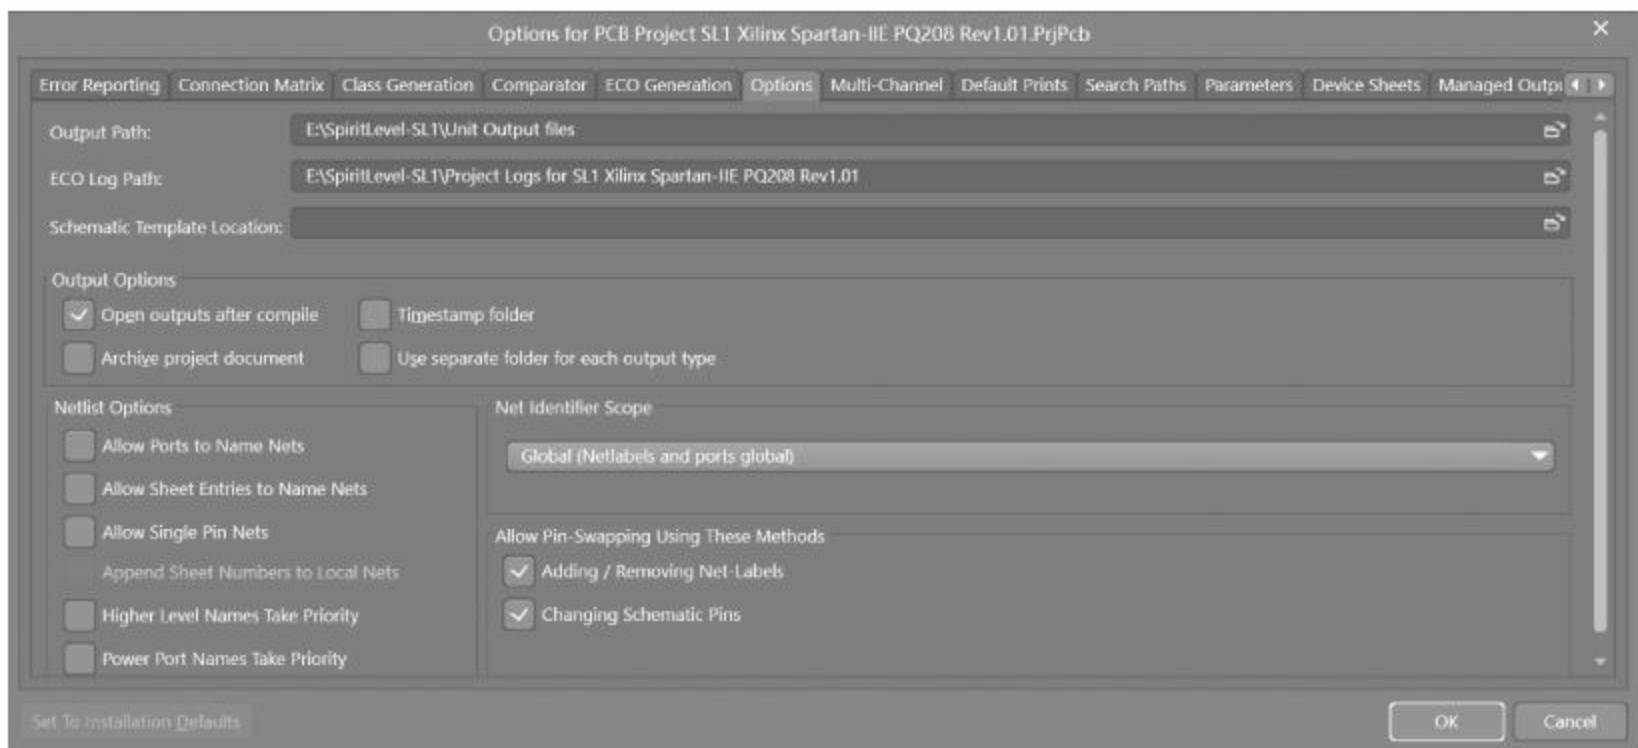 Options for PCB Project SL1 Xilinx Spartan-IIE PQ208 Rev1.01.PrjPcb
Error Reporting Connection Matrix Class Generation Comparator ECO Generation Options Multi-Channel Default Prints Search Paths Parameters Device Sheets Managed Outp
Output Path: E:\SpiritLevel-SL1\Unit Output files
ECO Log Path: E:\SpiritLevel-SL1\Project Logs for SL1 Xilinx Spartan-IIE PQ208 Rev1.01
Schematic Template Location:
Output Options
Open outputs after compile Timestamp folder
Archive project document Use separate folder for each output type
Netlist Options
Allow Ports to Name Nets
Allow Sheet Entries to Name Nets
Allow Single Pin Nets
Append Sheet Numbers to Local Nets
Higher Level Names Take Priority
Power Port Names Take Priority
Net Identifier Scope
Global (Netlabels and ports global)
Allow Pin-Swapping Using These Methods
Adding / Removing Net-Labels
Changing Schematic Pins
Set To Installation Defaults OK Cancel